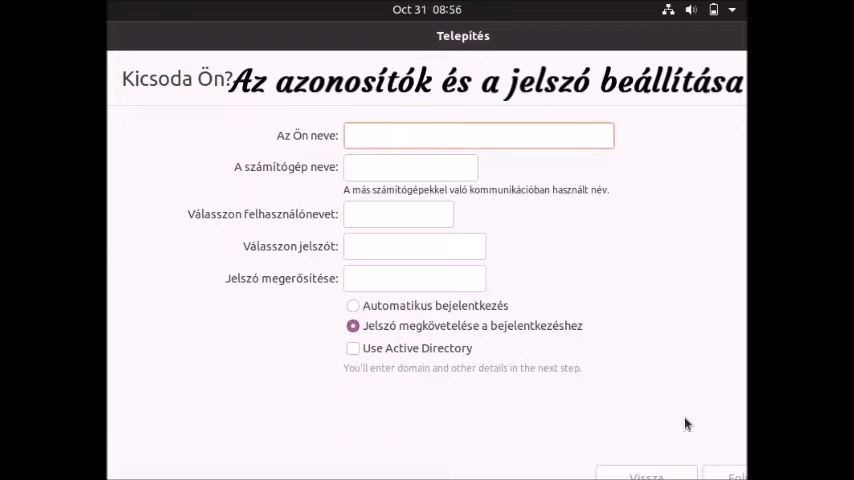 Oct 31 08:56
Telepítés
Kicsoda Ön?
Az azonosítók és a jelszó beállítása
Az Ön neve:
A számítógép neve:
A más számítógépekkel való kommunikációban használt név.
Válasszon felhasználónevet:
Válasszon jelszót:
Jelszó megerősítése:
Automatikus bejelentkezés
Jelszó megkövetelése a bejelentkezéshez
Use Active Directory
You'll enter domain and other details in the next step.
Vissza